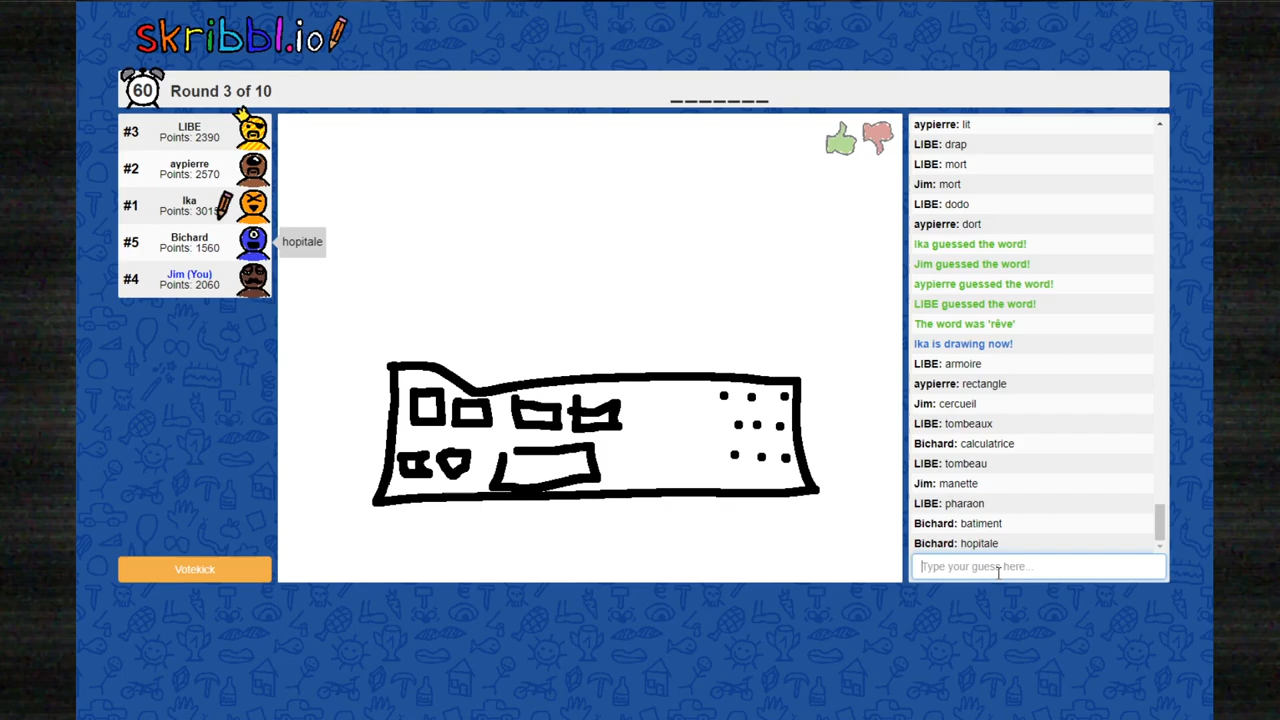 skribbl.io
60
Round 3 of 10
_______
#3
LIBE
Points: 2390
#2
aypierre
Points: 2570
#1
Ika
Points: 3015
#5
Bichard
Points: 1560
hopitale
#4
Jim (You)
Points: 2060
Votekick
aypierre: lit
LIBE: drap
LIBE: mort
Jim: mort
LIBE: dodo
aypierre: dort
Ika guessed the word!
Jim guessed the word!
aypierre guessed the word!
LIBE guessed the word!
The word was 'rêve'
Ika is drawing now!
LIBE: armoire
aypierre: rectangle
Jim: cercueil
LIBE: tombeaux
Bichard: calculatrice
LIBE: tombeau
Jim: manette
LIBE: pharaon
Bichard: batiment
Bichard: hopitale
Type your guess here...